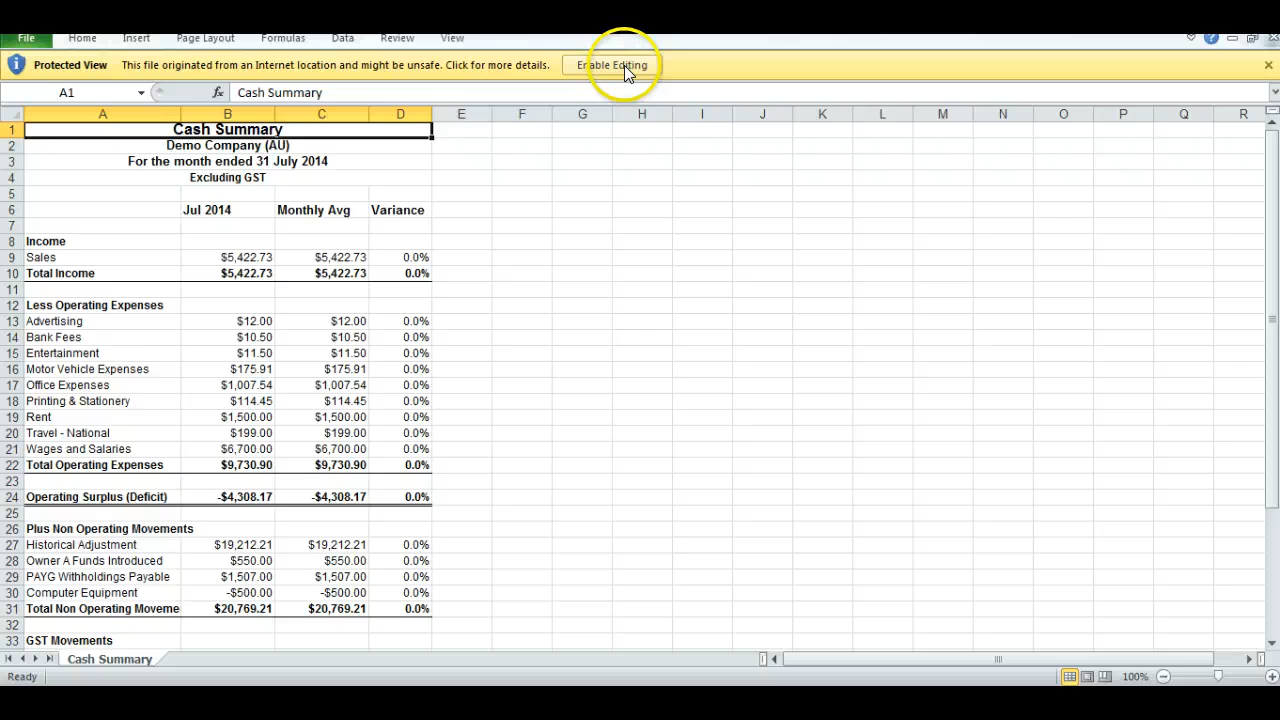 File Home Insert Page Layout Formulas Data Review View
Protected View This file originated from an Internet location and might be unsafe. Click for more details. Enable Editing
A1 fx Cash Summary
A B C D E F G H I J K L M N O P Q R
1 Cash Summary
2 Demo Company (AU)
3 For the month ended 31 July 2014
4 Excluding GST
5
6 Jul 2014 Monthly Avg Variance
7
8 Income
9 Sales $5,422.73 $5,422.73 0.0%
10 Total Income $5,422.73 $5,422.73 0.0%
11
12 Less Operating Expenses
13 Advertising $12.00 $12.00 0.0%
14 Bank Fees $10.50 $10.50 0.0%
15 Entertainment $11.50 $11.50 0.0%
16 Motor Vehicle Expenses $175.91 $175.91 0.0%
17 Office Expenses $1,007.54 $1,007.54 0.0%
18 Printing & Stationery $114.45 $114.45 0.0%
19 Rent $1,500.00 $1,500.00 0.0%
20 Travel - National $199.00 $199.00 0.0%
21 Wages and Salaries $6,700.00 $6,700.00 0.0%
22 Total Operating Expenses $9,730.90 $9,730.90 0.0%
23
24 Operating Surplus (Deficit) -$4,308.17 -$4,308.17 0.0%
25
26 Plus Non Operating Movements
27 Historical Adjustment $19,212.21 $19,212.21 0.0%
28 Owner A Funds Introduced $550.00 $550.00 0.0%
29 PAYG Withholdings Payable $1,507.00 $1,507.00 0.0%
30 Computer Equipment -$500.00 -$500.00 0.0%
31 Total Non Operating Moveme $20,769.21 $20,769.21 0.0%
32
33 GST Movements
Cash Summary
Ready 100%